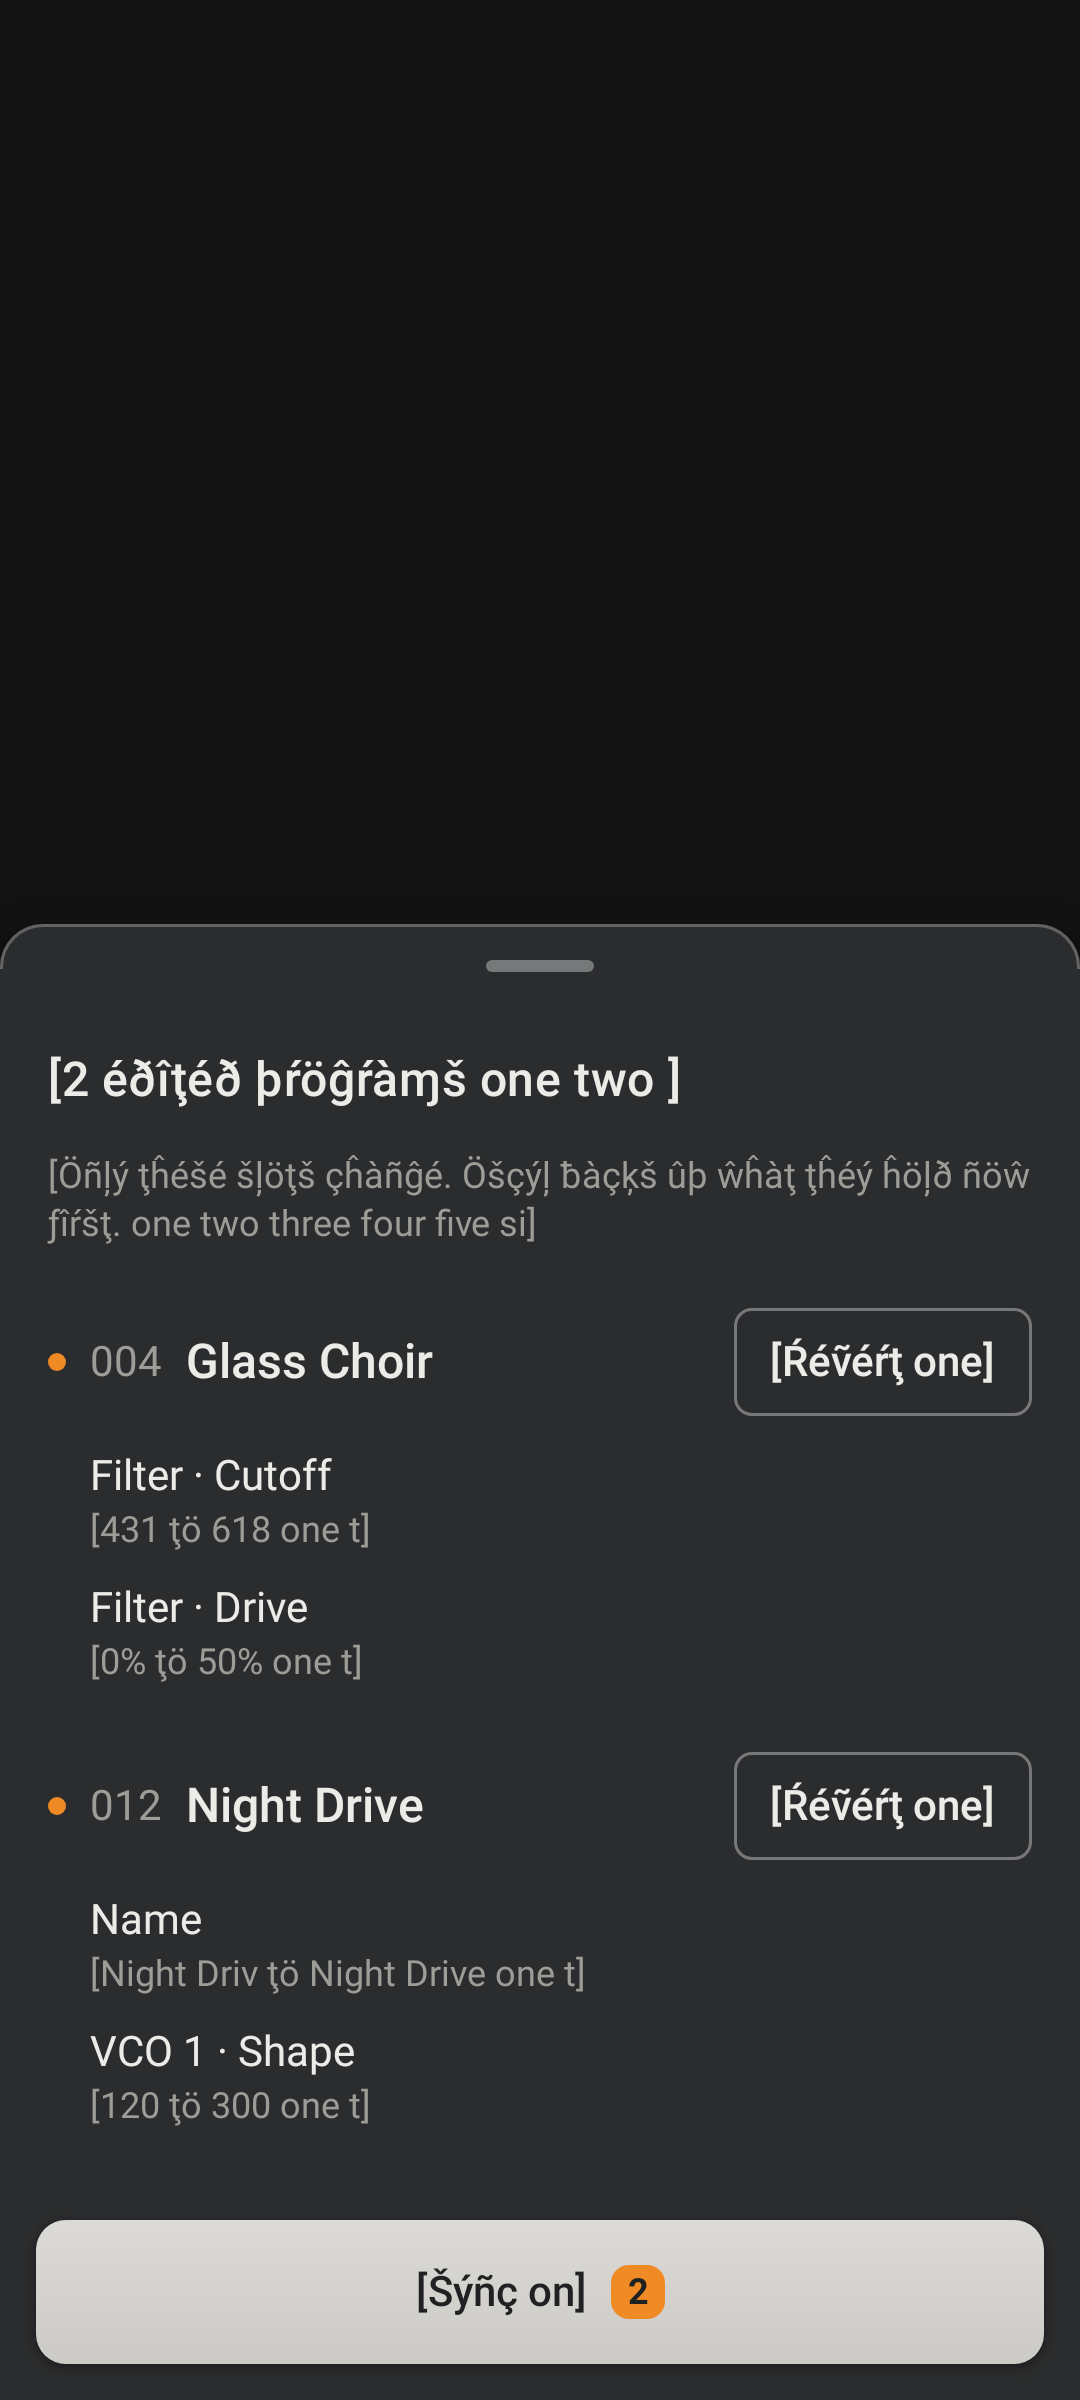 [2 éðîţéð þŕöĝŕàɱš one two ]
[Öñļý ţĥéšé šļöţš çĥàñĝé. Öšçýļ ƀàçķš ûþ ŵĥàţ ţĥéý ĥöļð ñöŵ
ƒîŕšţ. one two three four five si]
004 Glass Choir [Ŕéṽéŕţ one]
Filter · Cutoff
[431 ţö 618 one t]
Filter · Drive
[0% ţö 50% one t]
012 Night Drive [Ŕéṽéŕţ one]
Name
[Night Driv ţö Night Drive one t]
VCO 1 · Shape
[120 ţö 300 one t]
[Šýñç on] 2